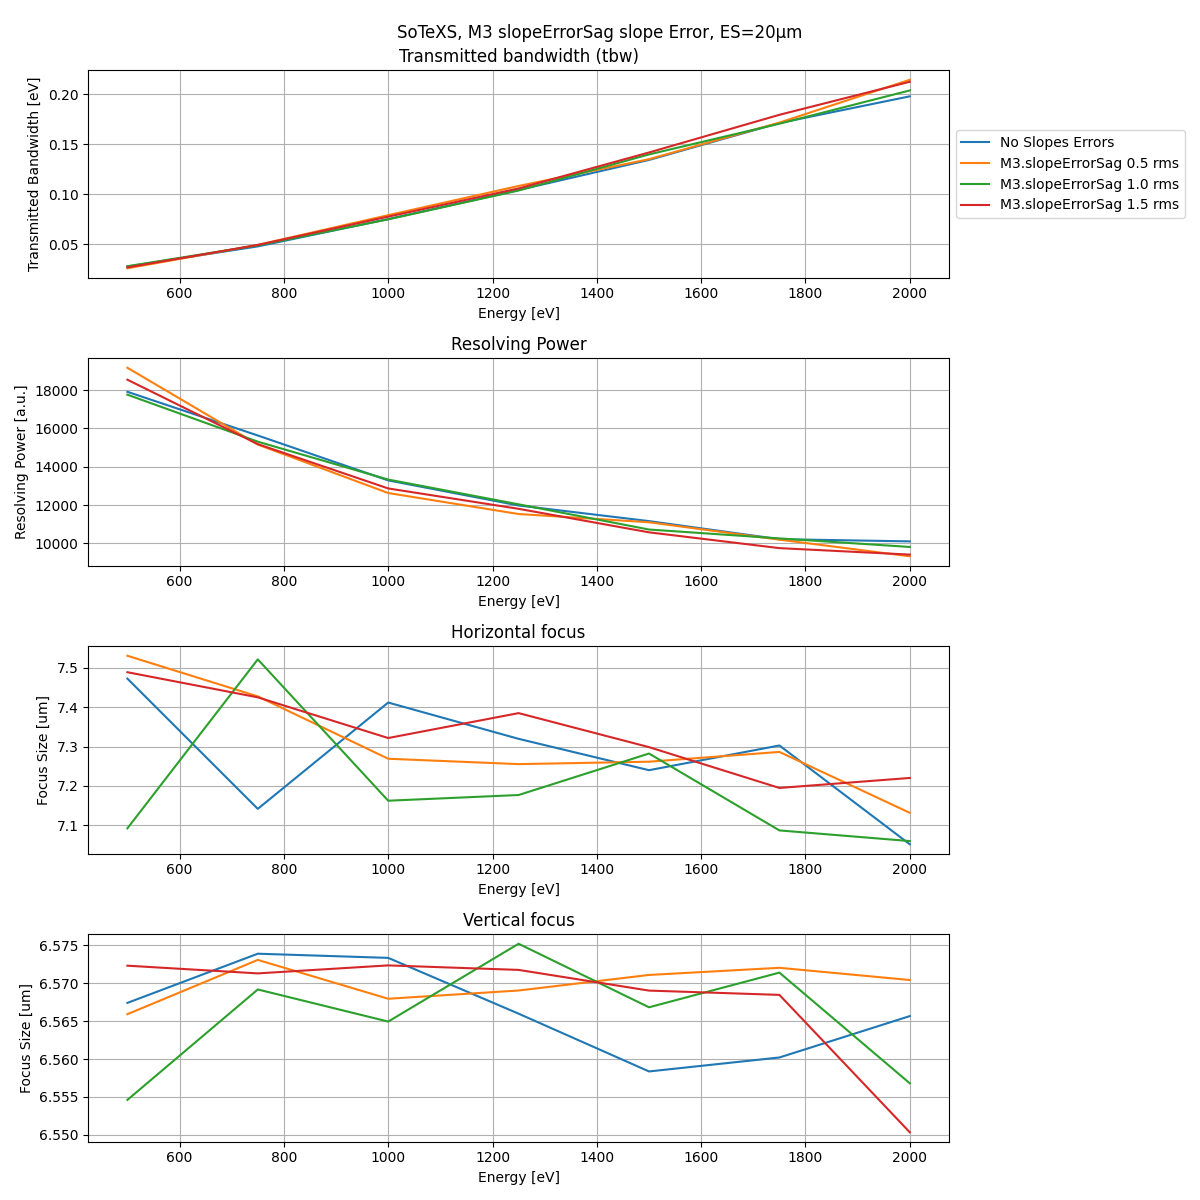 SoTeXS, M3 slopeErrorSag slope Error, ES=20μm
Transmitted bandwidth (tbw)
Transmitted Bandwidth [eV]
0.20
0.15
0.10
0.05
600 800 1000 1200 1400 1600 1800 2000
Energy [eV]
No Slopes Errors
M3.slopeErrorSag 0.5 rms
M3.slopeErrorSag 1.0 rms
M3.slopeErrorSag 1.5 rms
Resolving Power
Resolving Power [a.u.]
18000
16000
14000
12000
10000
600 800 1000 1200 1400 1600 1800 2000
Energy [eV]
Horizontal focus
Focus Size [um]
7.5
7.4
7.3
7.2
7.1
600 800 1000 1200 1400 1600 1800 2000
Energy [eV]
Vertical focus
Focus Size [um]
6.575
6.570
6.565
6.560
6.555
6.550
600 800 1000 1200 1400 1600 1800 2000
Energy [eV]